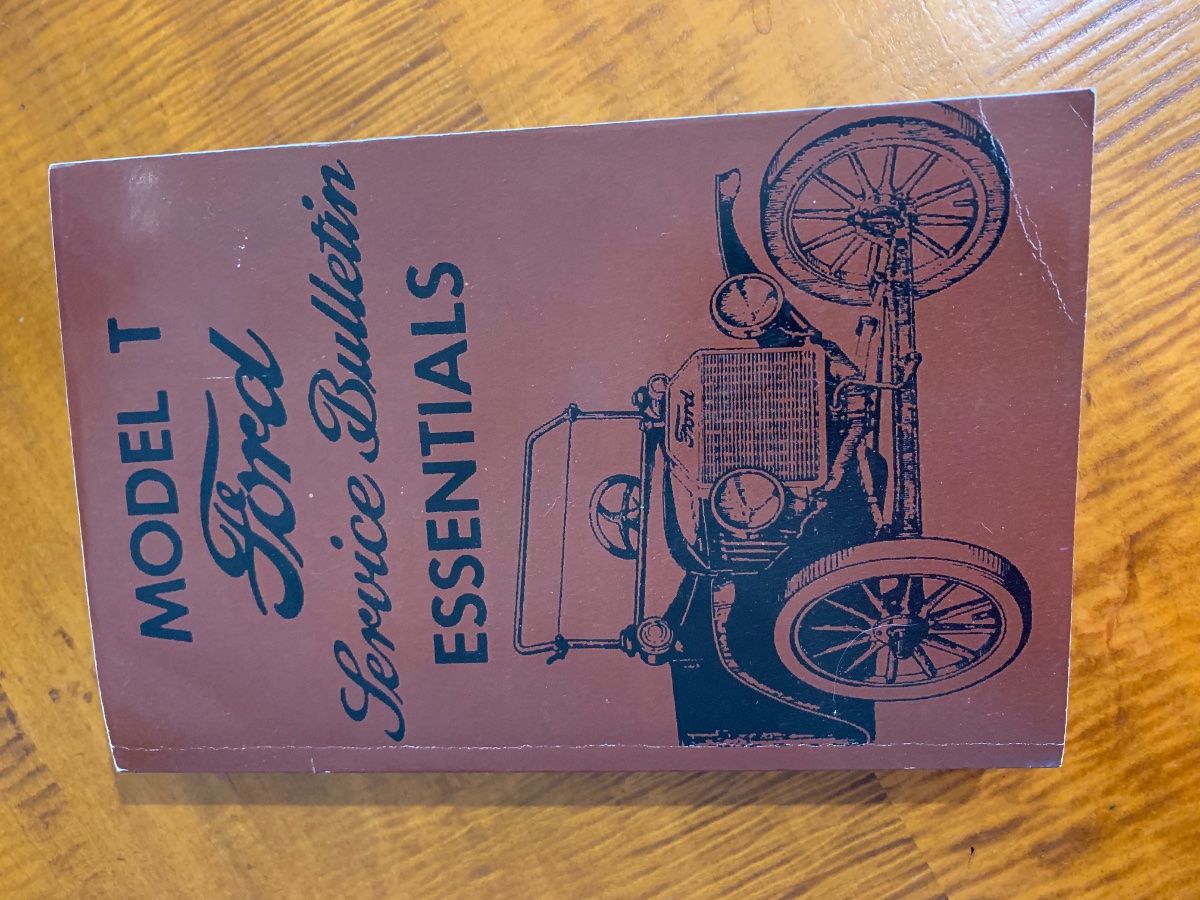 MODEL T
Ford
Service Bulletin
ESSENTIALS
Ford